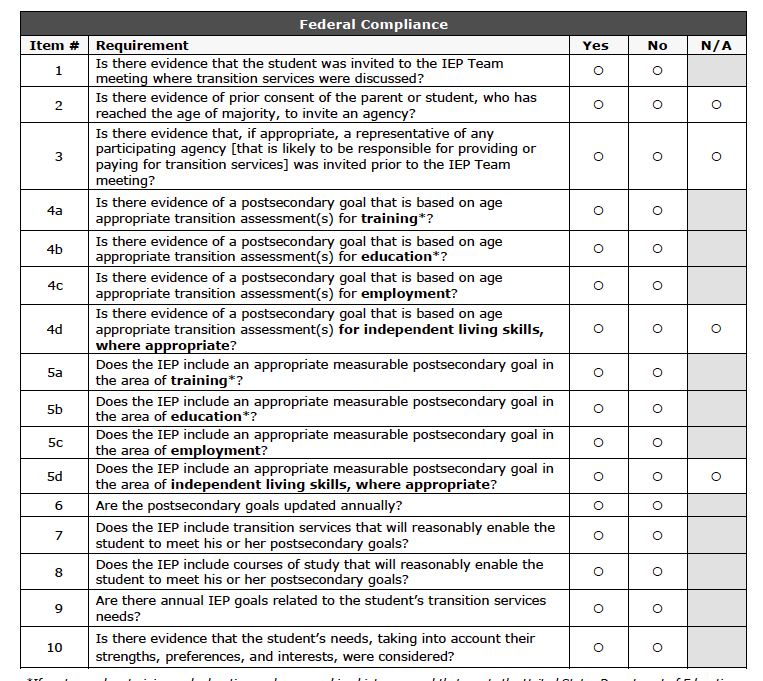 Federal Compliance
Item # Requirement Yes No N/A
1 Is there evidence that the student was invited to the IEP Team
meeting where transition services were discussed?
2 Is there evidence of prior consent of the parent or student, who has
reached the age of majority, to invite an agency?
3 Is there evidence that, if appropriate, a representative of any
participating agency [that is likely to be responsible for providing or
paying for transition services] was invited prior to the IEP Team
meeting?
4a Is there evidence of a postsecondary goal that is based on age
appropriate transition assessment(s) for training*?
4b Is there evidence of a postsecondary goal that is based on age
appropriate transition assessment(s) for education*?
4c Is there evidence of a postsecondary goal that is based on age
appropriate transition assessment(s) for employment?
4d Is there evidence of a postsecondary goal that is based on age
appropriate transition assessment(s) for independent living skills,
where appropriate?
5a Does the IEP include an appropriate measurable postsecondary goal in
the area of training*?
5b Does the IEP include an appropriate measurable postsecondary goal in
the area of education*?
5c Does the IEP include an appropriate measurable postsecondary goal in
the area of employment?
5d Does the IEP include an appropriate measurable postsecondary goal in
the area of independent living skills, where appropriate?
6 Are the postsecondary goals updated annually?
7 Does the IEP include transition services that will reasonably enable the
student to meet his or her postsecondary goals?
8 Does the IEP include courses of study that will reasonably enable the
student to meet his or her postsecondary goals?
9 Are there annual IEP goals related to the student’s transition services
needs?
10 Is there evidence that the student’s needs, taking into account their
strengths, preferences, and interests, were considered?